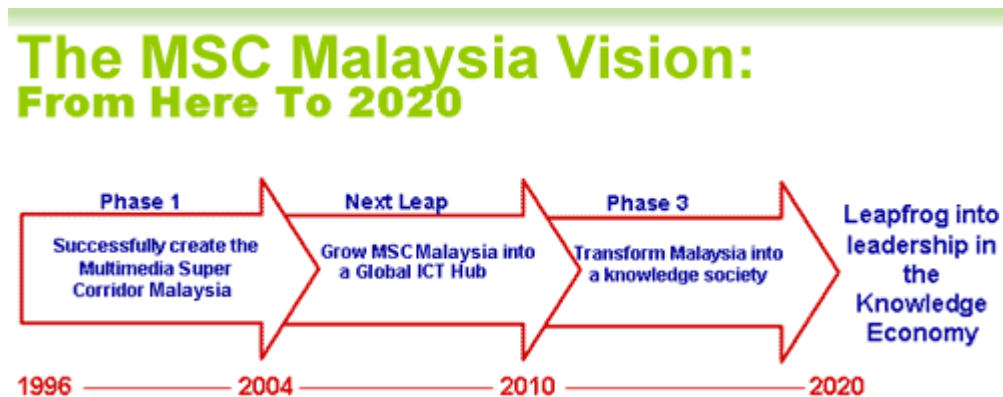 The MSC Malaysia Vision:
From Here To 2020
Phase 1
Successfully create the
Multimedia Super
Corridor Malaysia
Next Leap
Grow MSC Malaysia into
a Global ICT Hub
Phase 3
Transform Malaysia into
a knowledge society
Leapfrog into
leadership in
the
Knowledge
Economy
1996 2004 2010 2020